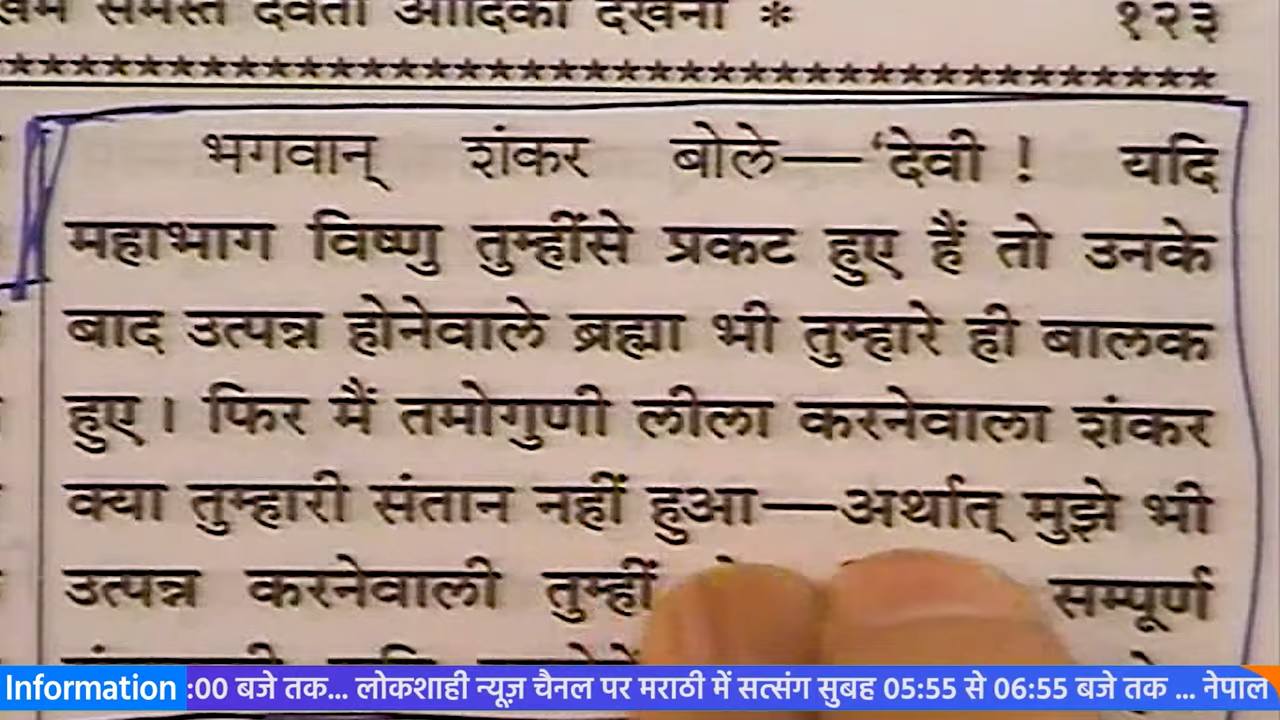 समस्त देवता आदिको देखना * १२३
भगवान् शंकर बोले—‘देवी ! यदि
महाभाग विष्णु तुम्हींसे प्रकट हुए हैं तो उनके
बाद उत्पन्न होनेवाले ब्रह्मा भी तुम्हारे ही बालक
हुए । फिर मैं तमोगुणी लीला करनेवाला शंकर
क्या तुम्हारी संतान नहीं हुआ—अर्थात् मुझे भी
उत्पन्न करनेवाली तुम्हीं सम्पूर्ण
Information :00 बजे तक... लोकशाही न्यूज़ चैनल पर मराठी में सत्संग सुबह 05:55 से 06:55 बजे तक ... नेपाल